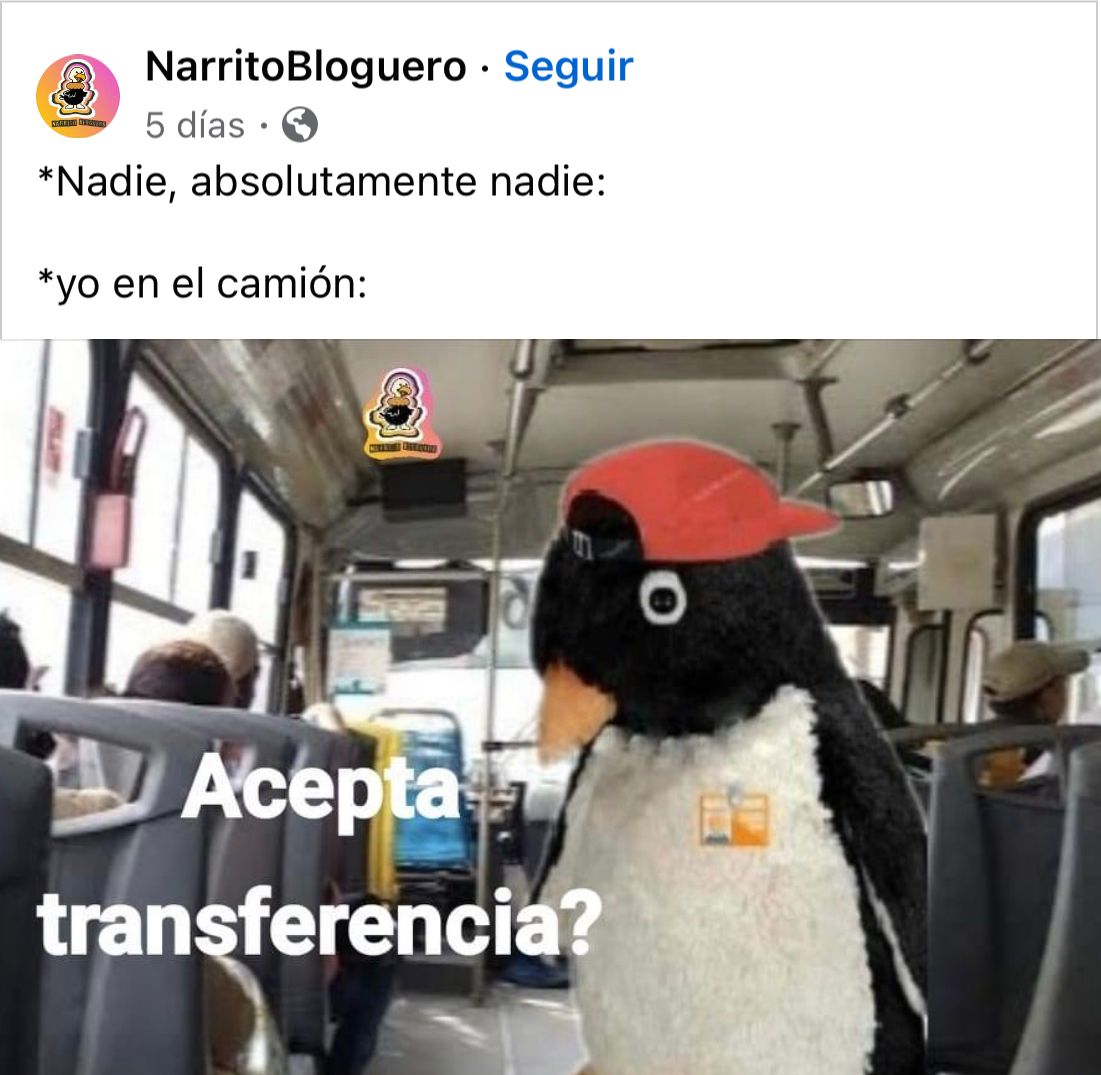 NarritoBloguero · Seguir
5 días ·
*Nadie, absolutamente nadie:
*yo en el camión:
Acepta
transferencia?